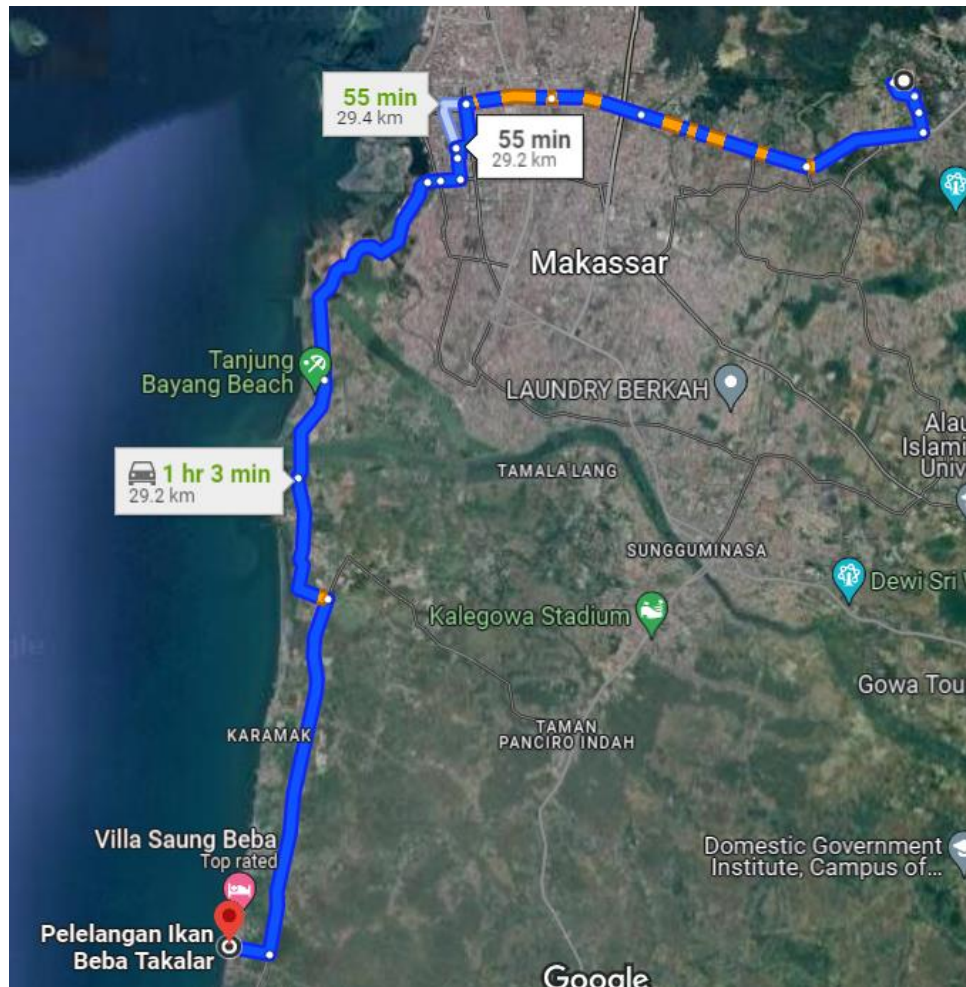 55 min
29.4 km
55 min
29.2 km
Makassar
Tanjung
Bayang Beach
LAUNDRY BERKAH
Alau
Islami
Univ
1 hr 3 min
29.2 km
TAMALA LANG
SUNGGUMINASA
Dewi Sri W
Kalegowa Stadium
Gowa Tou
KARAMAK
TAMAN
PANCIRO INDAH
Villa Saung Beba
Top rated
Domestic Government
Institute, Campus of...
Pelelangan Ikan
Beba Takalar
Google